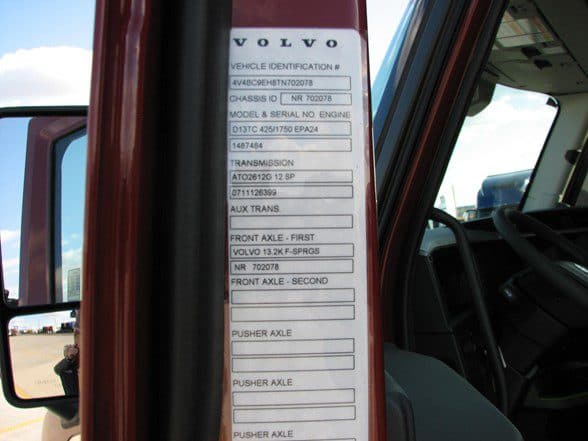 VOLVO
VEHICLE IDENTIFICATION #
4V4BC9EH8TN702078
CHASSIS ID NR 702078
MODEL & SERIAL NO. ENGINE
D13TC 425/1750 EPA24
1487484
TRANSMISSION
ATO2612G 12 SP
0711126399
AUX TRANS.
FRONT AXLE - FIRST
VOLVO 13.2K F-SPRGS
NR 702078
FRONT AXLE - SECOND
PUSHER AXLE
PUSHER AXLE
PUSHER AXLE